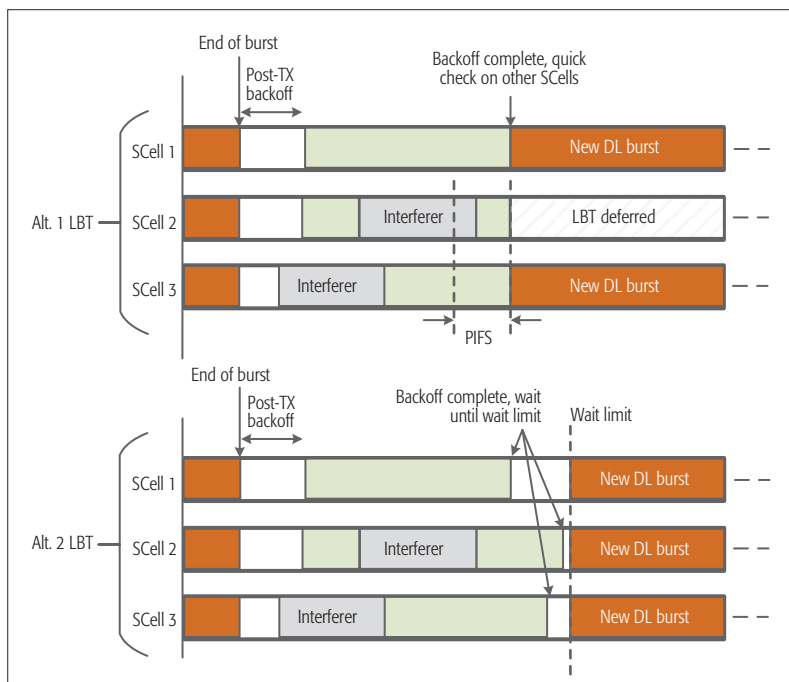 End of burst
Post-TX
backoff
Backoff complete, quick
check on other SCells
Alt. 1 LBT
SCell 1
New DL burst
SCell 2
Interferer
LBT deferred
SCell 3
Interferer
New DL burst
PIFS
End of burst
Post-TX
backoff
Backoff complete, wait
until wait limit
Wait limit
Alt. 2 LBT
SCell 1
New DL burst
SCell 2
Interferer
New DL burst
SCell 3
Interferer
New DL burst